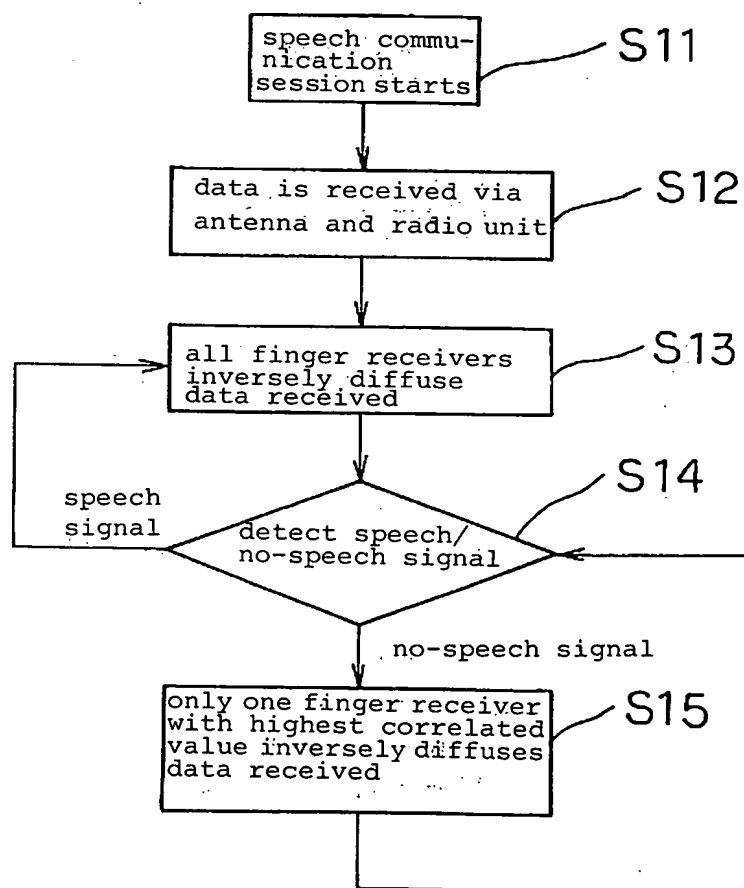 speech commu-
nication
session starts
S11
data is received via
antenna and radio unit
S12
all finger receivers
inversely diffuse
data received
S13
speech
signal
detect speech/
no-speech signal
S14
no-speech signal
only one finger receiver
with highest correlated
value inversely diffuses
data received
S15